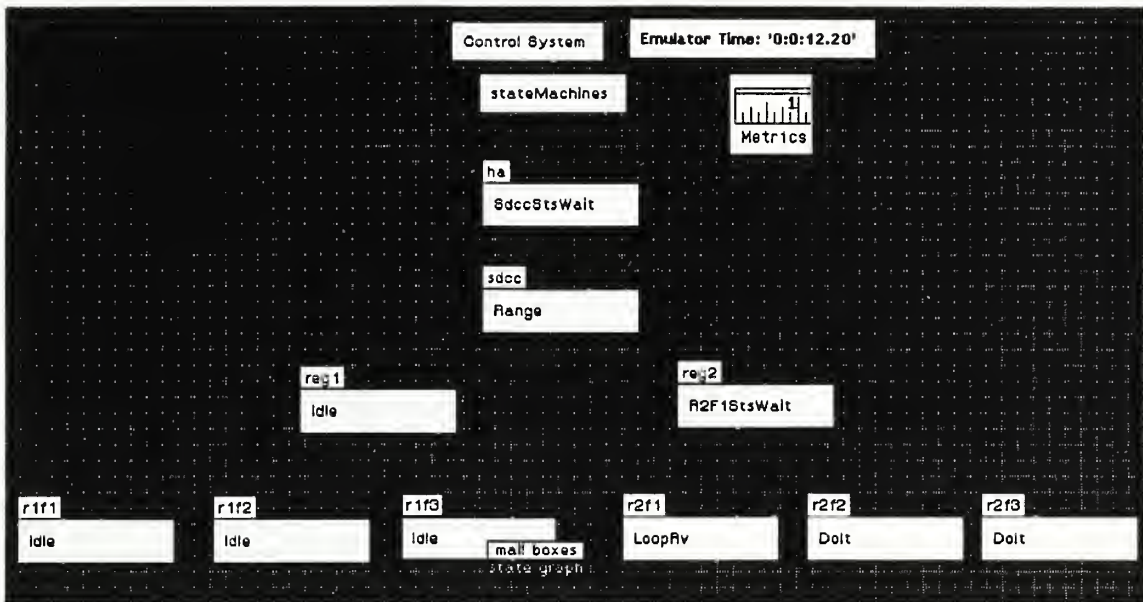 Control System
Emulator Time: '0:0:12.20'
stateMachines
Metrics
ha
SdccStsWait
sdcc
Range
reg1
Idle
reg2
R2F1StsWait
r1f1
Idle
r1f2
Idle
r1f3
Idle
mail boxes
state graph
r2f1
LoopRv
r2f2
DoIt
r2f3
DoIt